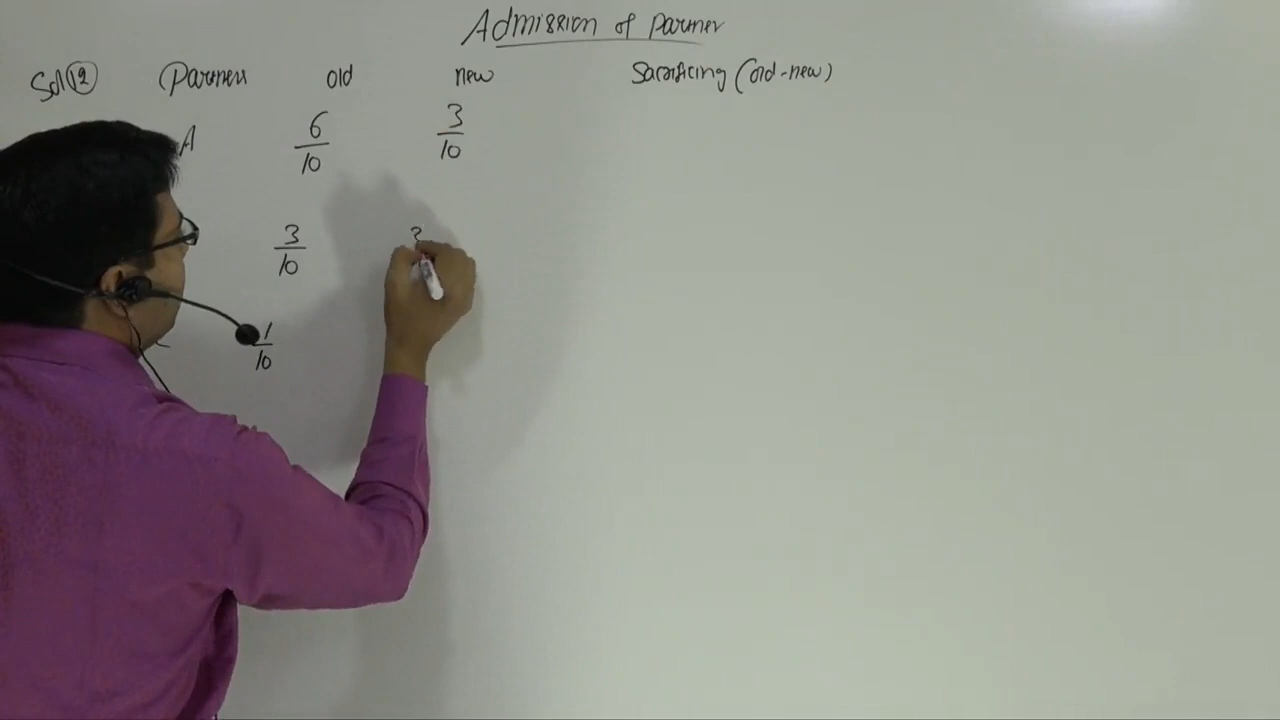 Admission of Partner
Sol 12 Partners old new Sacrificing (old-new)
A 6/10 3/10
3/10 3
1/10